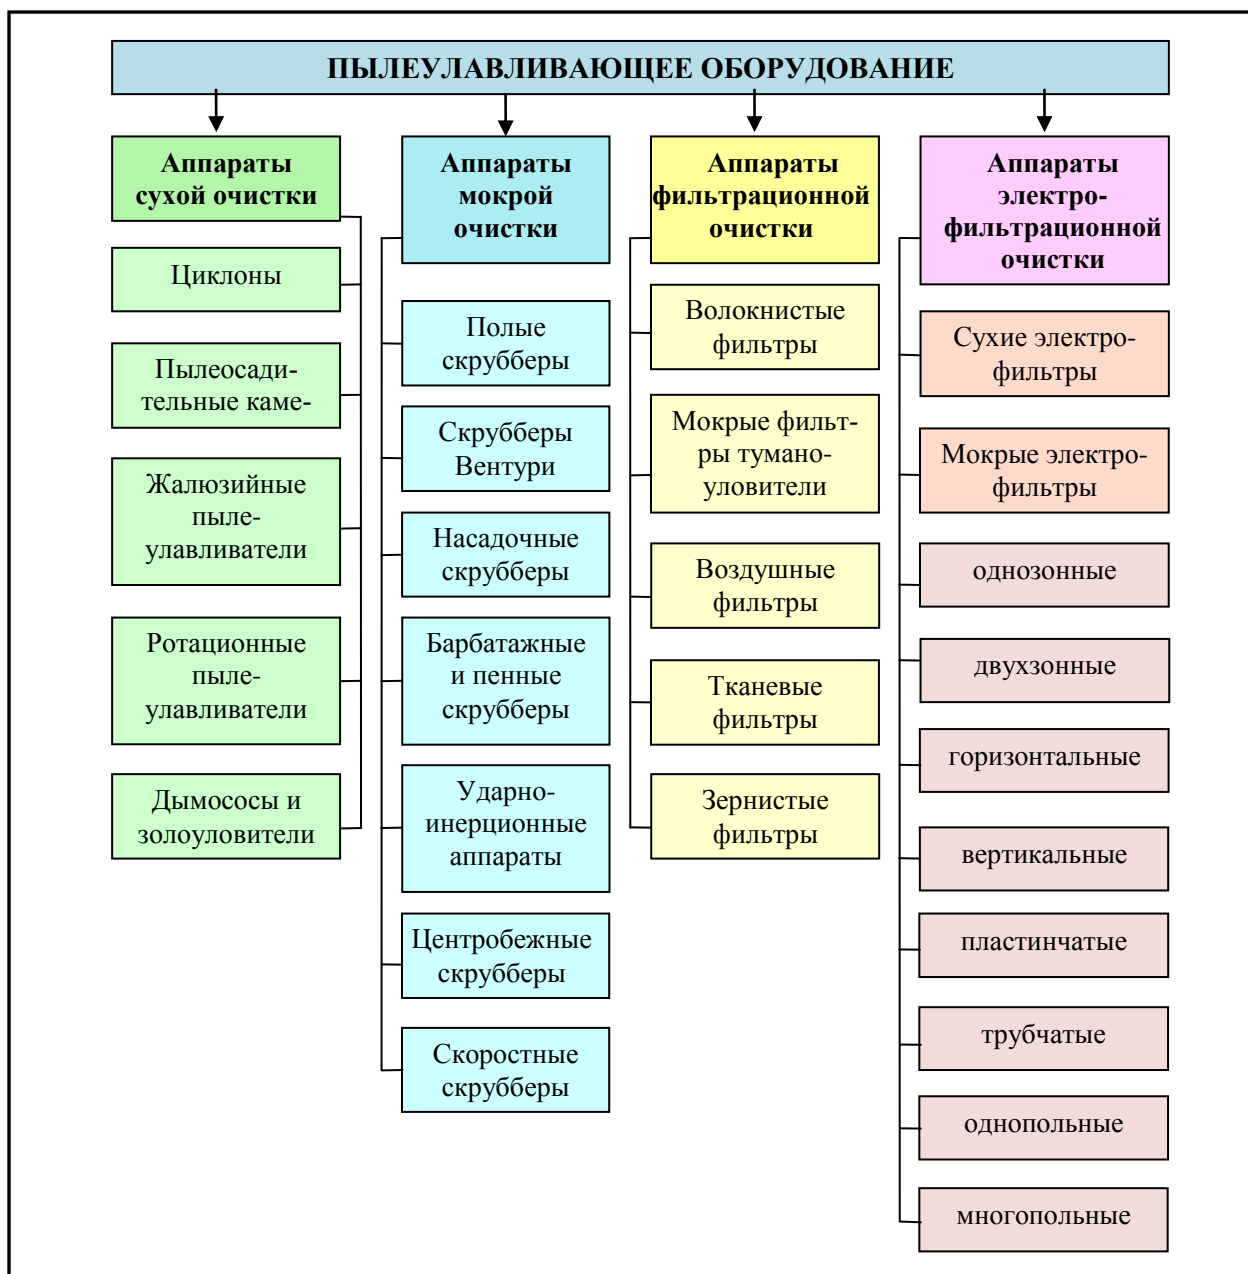 ПЫЛЕУЛАВЛИВАЮЩЕЕ ОБОРУДОВАНИЕ
Аппараты
сухой очистки
Циклоны
Пылеосади-
тельные каме-
Жалюзийные
пыле-
улавливатели
Ротационные
пыле-
улавливатели
Дымососы и
золоуловители
Аппараты
мокрой
очистки
Полые
скрубберы
Скрубберы
Вентури
Насадочные
скрубберы
Барбатажные
и пенные
скрубберы
Ударно-
инерционные
аппараты
Центробежные
скрубберы
Скоростные
скрубберы
Аппараты
фильтрационной
очистки
Волокнистые
фильтры
Мокрые фильт-
ры тумано-
уловители
Воздушные
фильтры
Тканевые
фильтры
Зернистые
фильтры
Аппараты
электро-
фильтрационной
очистки
Сухие электро-
фильтры
Мокрые электро-
фильтры
однозонные
двухзонные
горизонтальные
вертикальные
пластинчатые
трубчатые
однопольные
многопольные